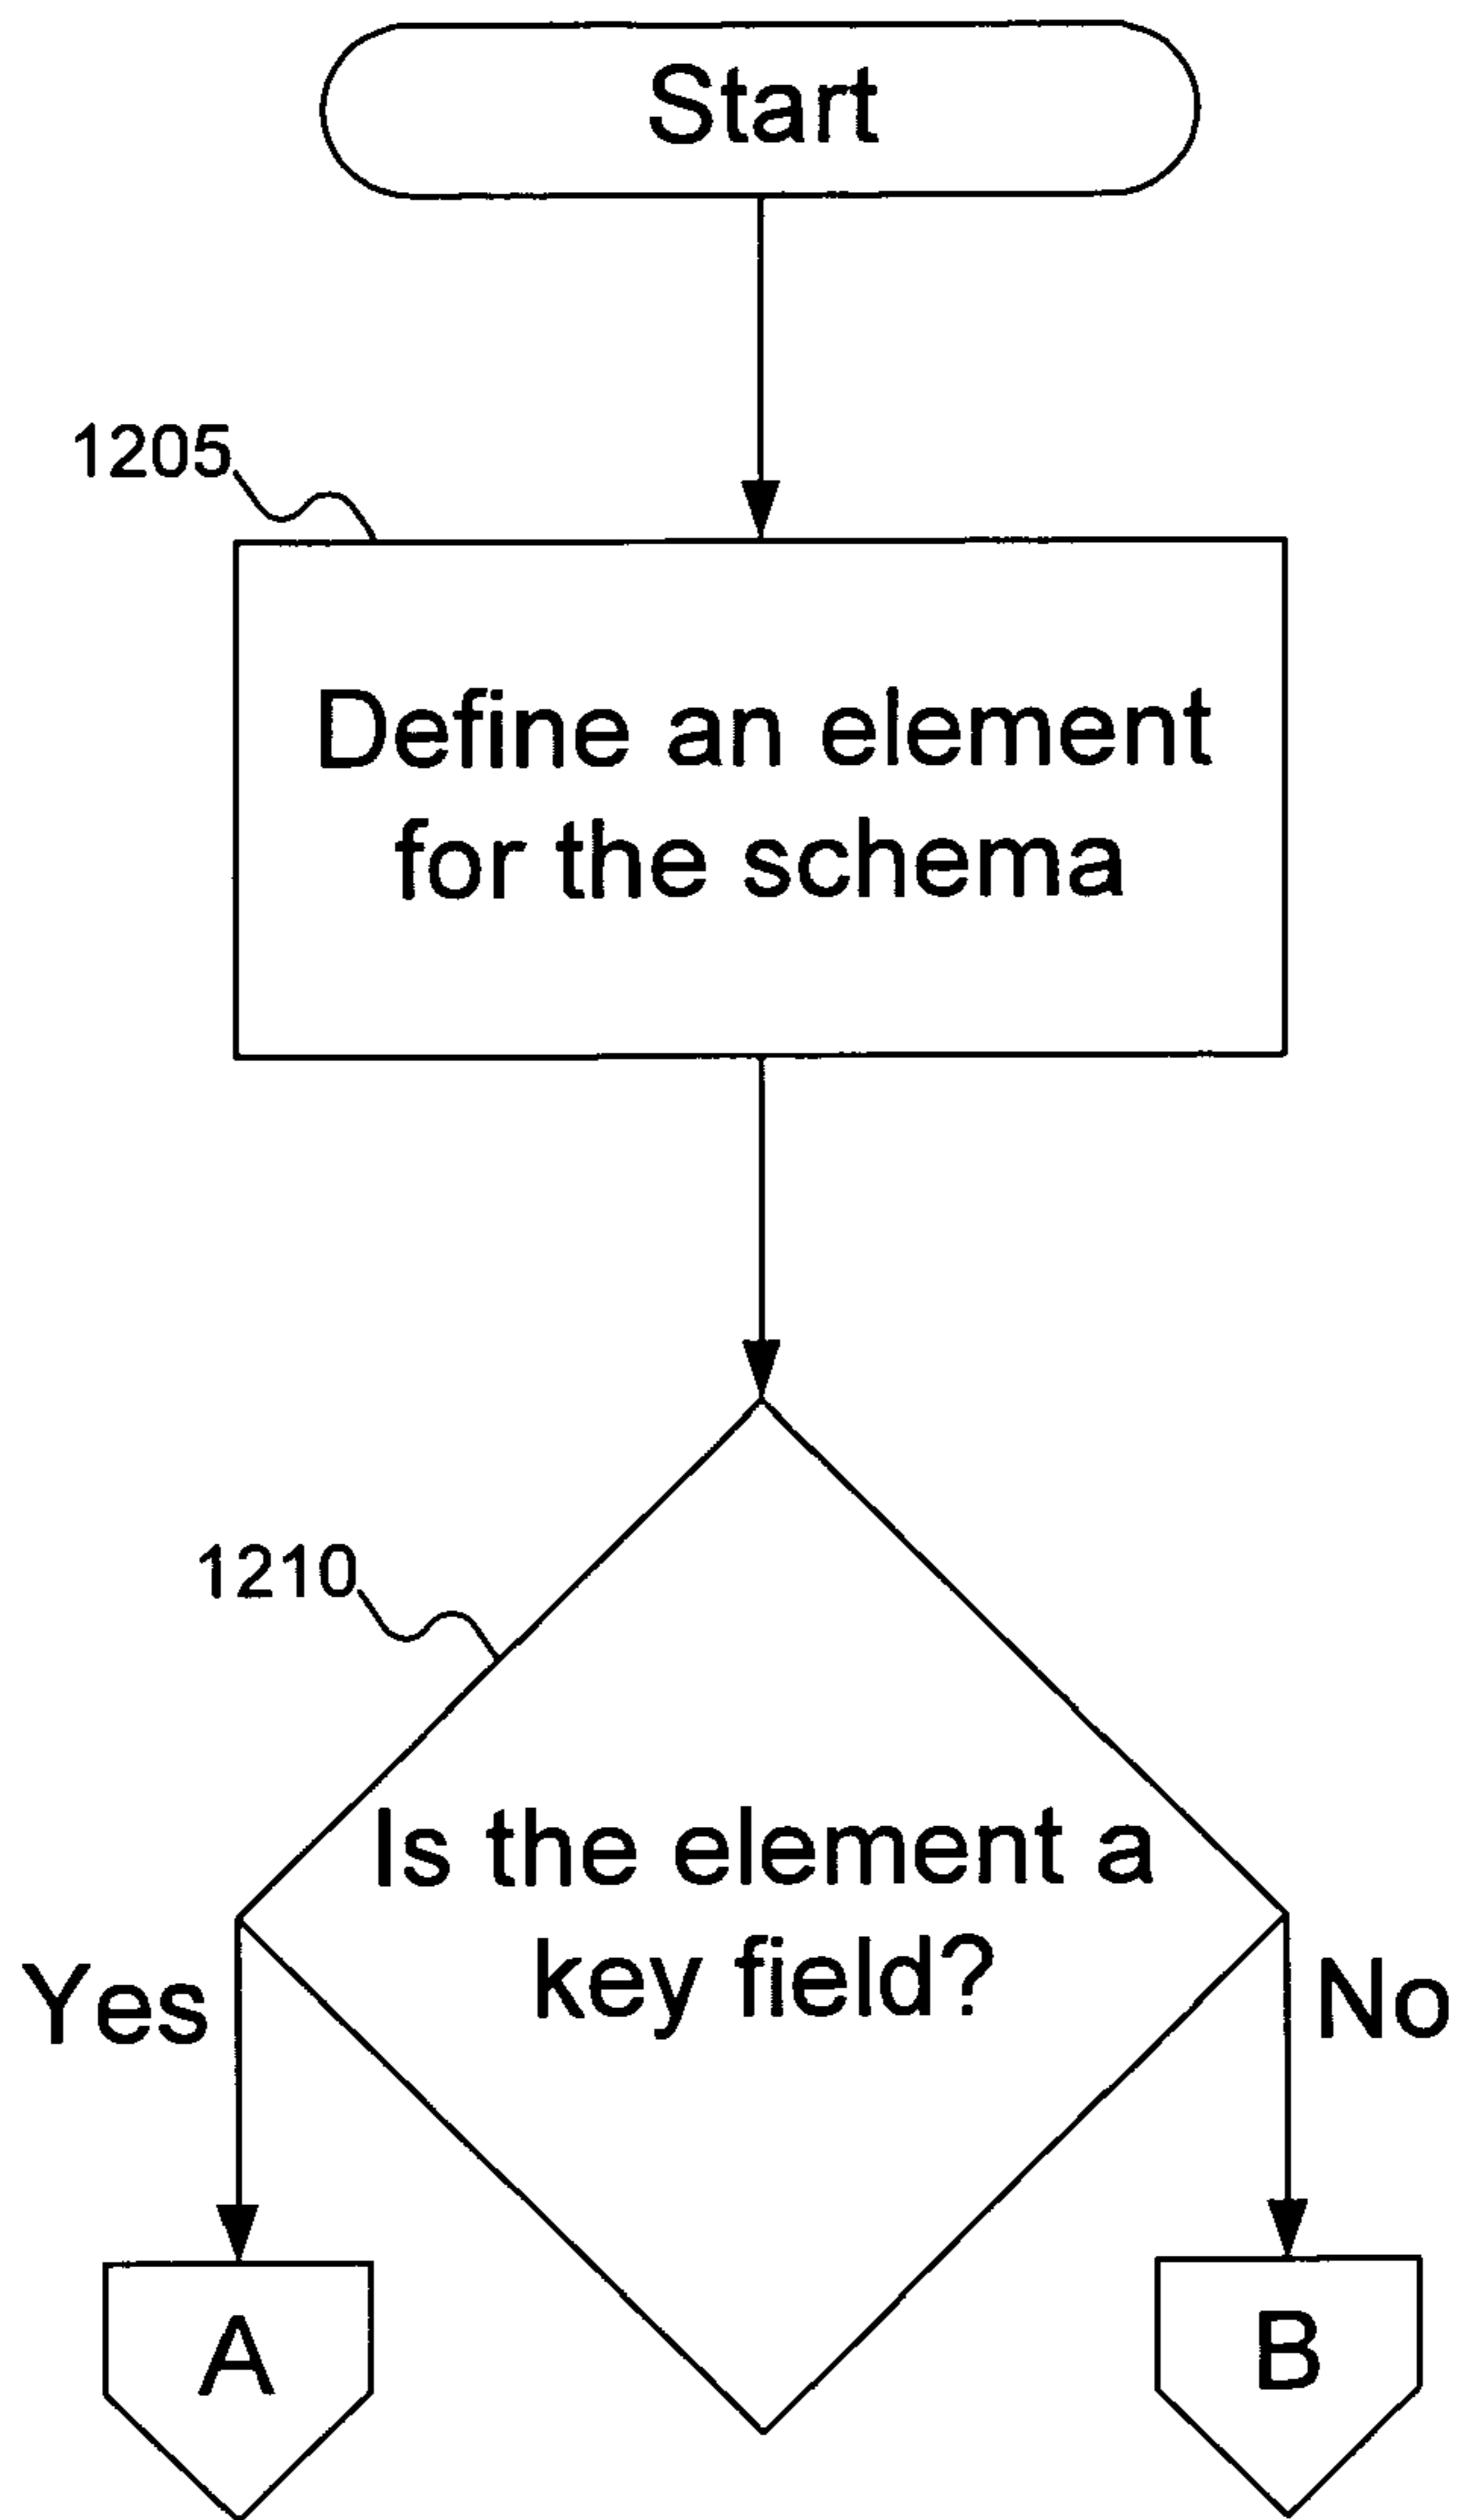 Start
1205
Define an element
for the schema
1210
Is the element a
key field?
Yes
No
A
B